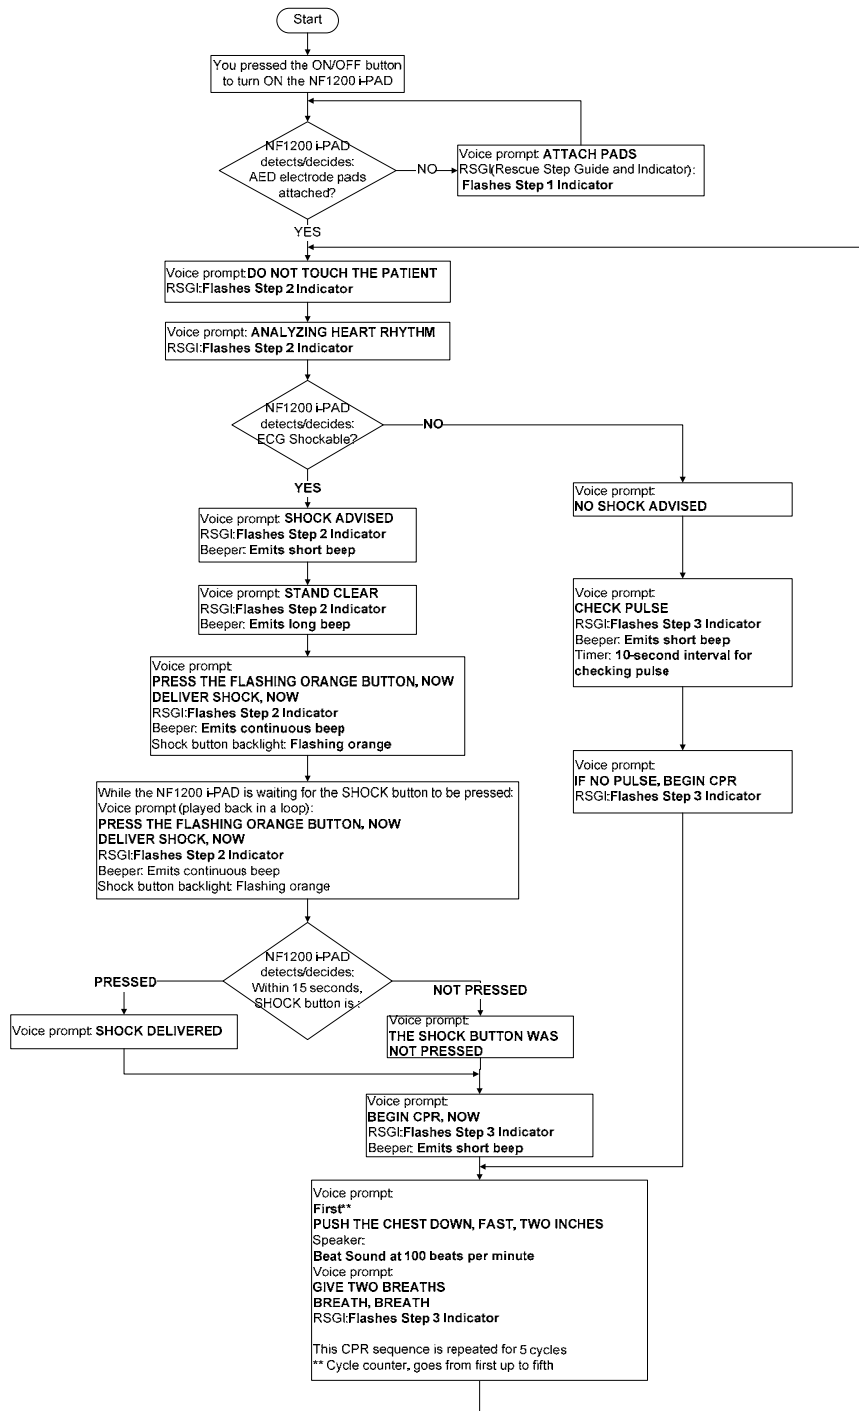 Start
You pressed the ON/OFF button
to turn ON the NF1200 i-PAD
NF1200 i-PAD
detects/decides:
AED electrode pads
attached?
NO
Voice prompt: ATTACH PADS
RSGI(Rescue Step Guide and Indicator):
Flashes Step 1 Indicator
YES
Voice prompt:DO NOT TOUCH THE PATIENT
RSGI:Flashes Step 2 Indicator
Voice prompt: ANALYZING HEART RHYTHM
RSGI:Flashes Step 2 Indicator
NF1200 i-PAD
detects/decides:
ECG Shockable?
NO
YES
Voice prompt: SHOCK ADVISED
RSGI:Flashes Step 2 Indicator
Beeper: Emits short beep
Voice prompt: STAND CLEAR
RSGI:Flashes Step 2 Indicator
Beeper: Emits long beep
Voice prompt:
PRESS THE FLASHING ORANGE BUTTON, NOW
DELIVER SHOCK, NOW
RSGI:Flashes Step 2 Indicator
Beeper: Emits continuous beep
Shock button backlight: Flashing orange
While the NF1200 i-PAD is waiting for the SHOCK button to be pressed:
Voice prompt (played back in a loop):
PRESS THE FLASHING ORANGE BUTTON, NOW
DELIVER SHOCK, NOW
RSGI:Flashes Step 2 Indicator
Beeper: Emits continuous beep
Shock button backlight: Flashing orange
NF1200 i-PAD
detects/decides:
Within 15 seconds,
SHOCK button is :
PRESSED
NOT PRESSED
Voice prompt: SHOCK DELIVERED
Voice prompt:
THE SHOCK BUTTON WAS
NOT PRESSED
Voice prompt:
NO SHOCK ADVISED
Voice prompt:
CHECK PULSE
RSGI:Flashes Step 3 Indicator
Beeper: Emits short beep
Timer: 10-second interval for
checking pulse
Voice prompt:
IF NO PULSE, BEGIN CPR
RSGI:Flashes Step 3 Indicator
Voice prompt:
BEGIN CPR, NOW
RSGI:Flashes Step 3 Indicator
Beeper: Emits short beep
Voice prompt:
First**
PUSH THE CHEST DOWN, FAST, TWO INCHES
Speaker:
Beat Sound at 100 beats per minute
Voice prompt:
GIVE TWO BREATHS
BREATH, BREATH
RSGI:Flashes Step 3 Indicator
This CPR sequence is repeated for 5 cycles
** Cycle counter, goes from first up to fifth